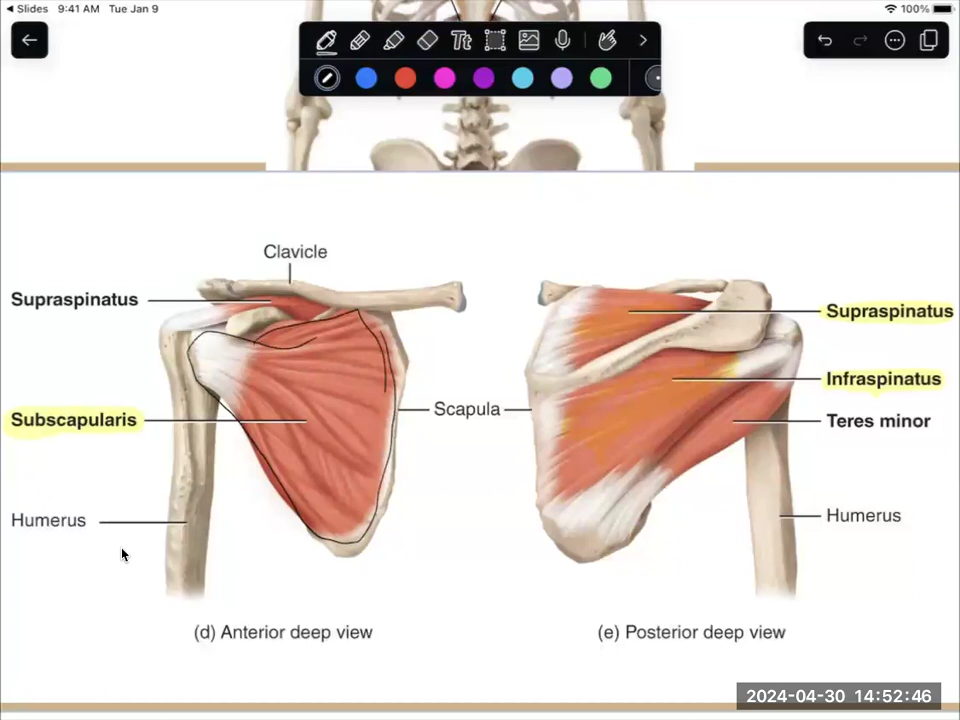 Slides 9:41 AM Tue Jan 9
100%
Tt
Clavicle
Supraspinatus
Supraspinatus
Infraspinatus
Subscapularis
Scapula
Teres minor
Humerus
Humerus
(d) Anterior deep view
(e) Posterior deep view
2024-04-30 14:52:46